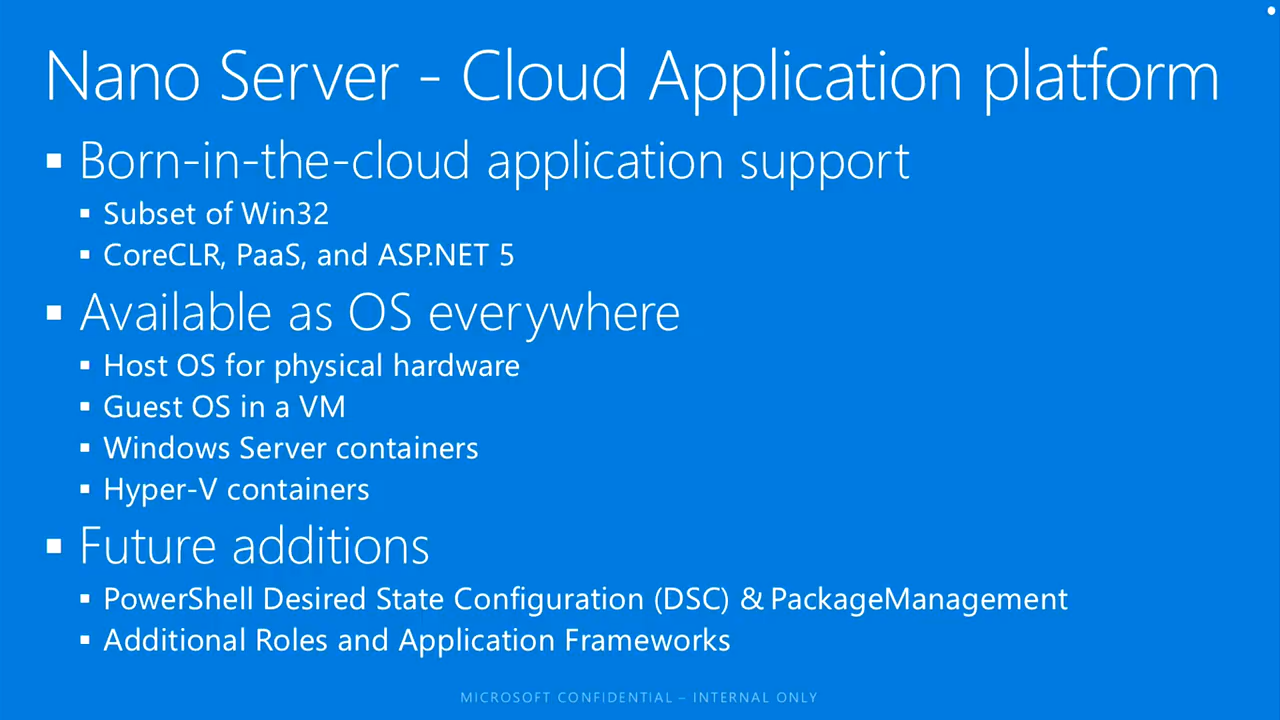 Nano Server - Cloud Application platform
▪ Born-in-the-cloud application support
▪ Subset of Win32
▪ CoreCLR, PaaS, and ASP.NET 5
▪ Available as OS everywhere
▪ Host OS for physical hardware
▪ Guest OS in a VM
▪ Windows Server containers
▪ Hyper-V containers
▪ Future additions
▪ PowerShell Desired State Configuration (DSC) & PackageManagement
▪ Additional Roles and Application Frameworks
MICROSOFT CONFIDENTIAL – INTERNAL ONLY